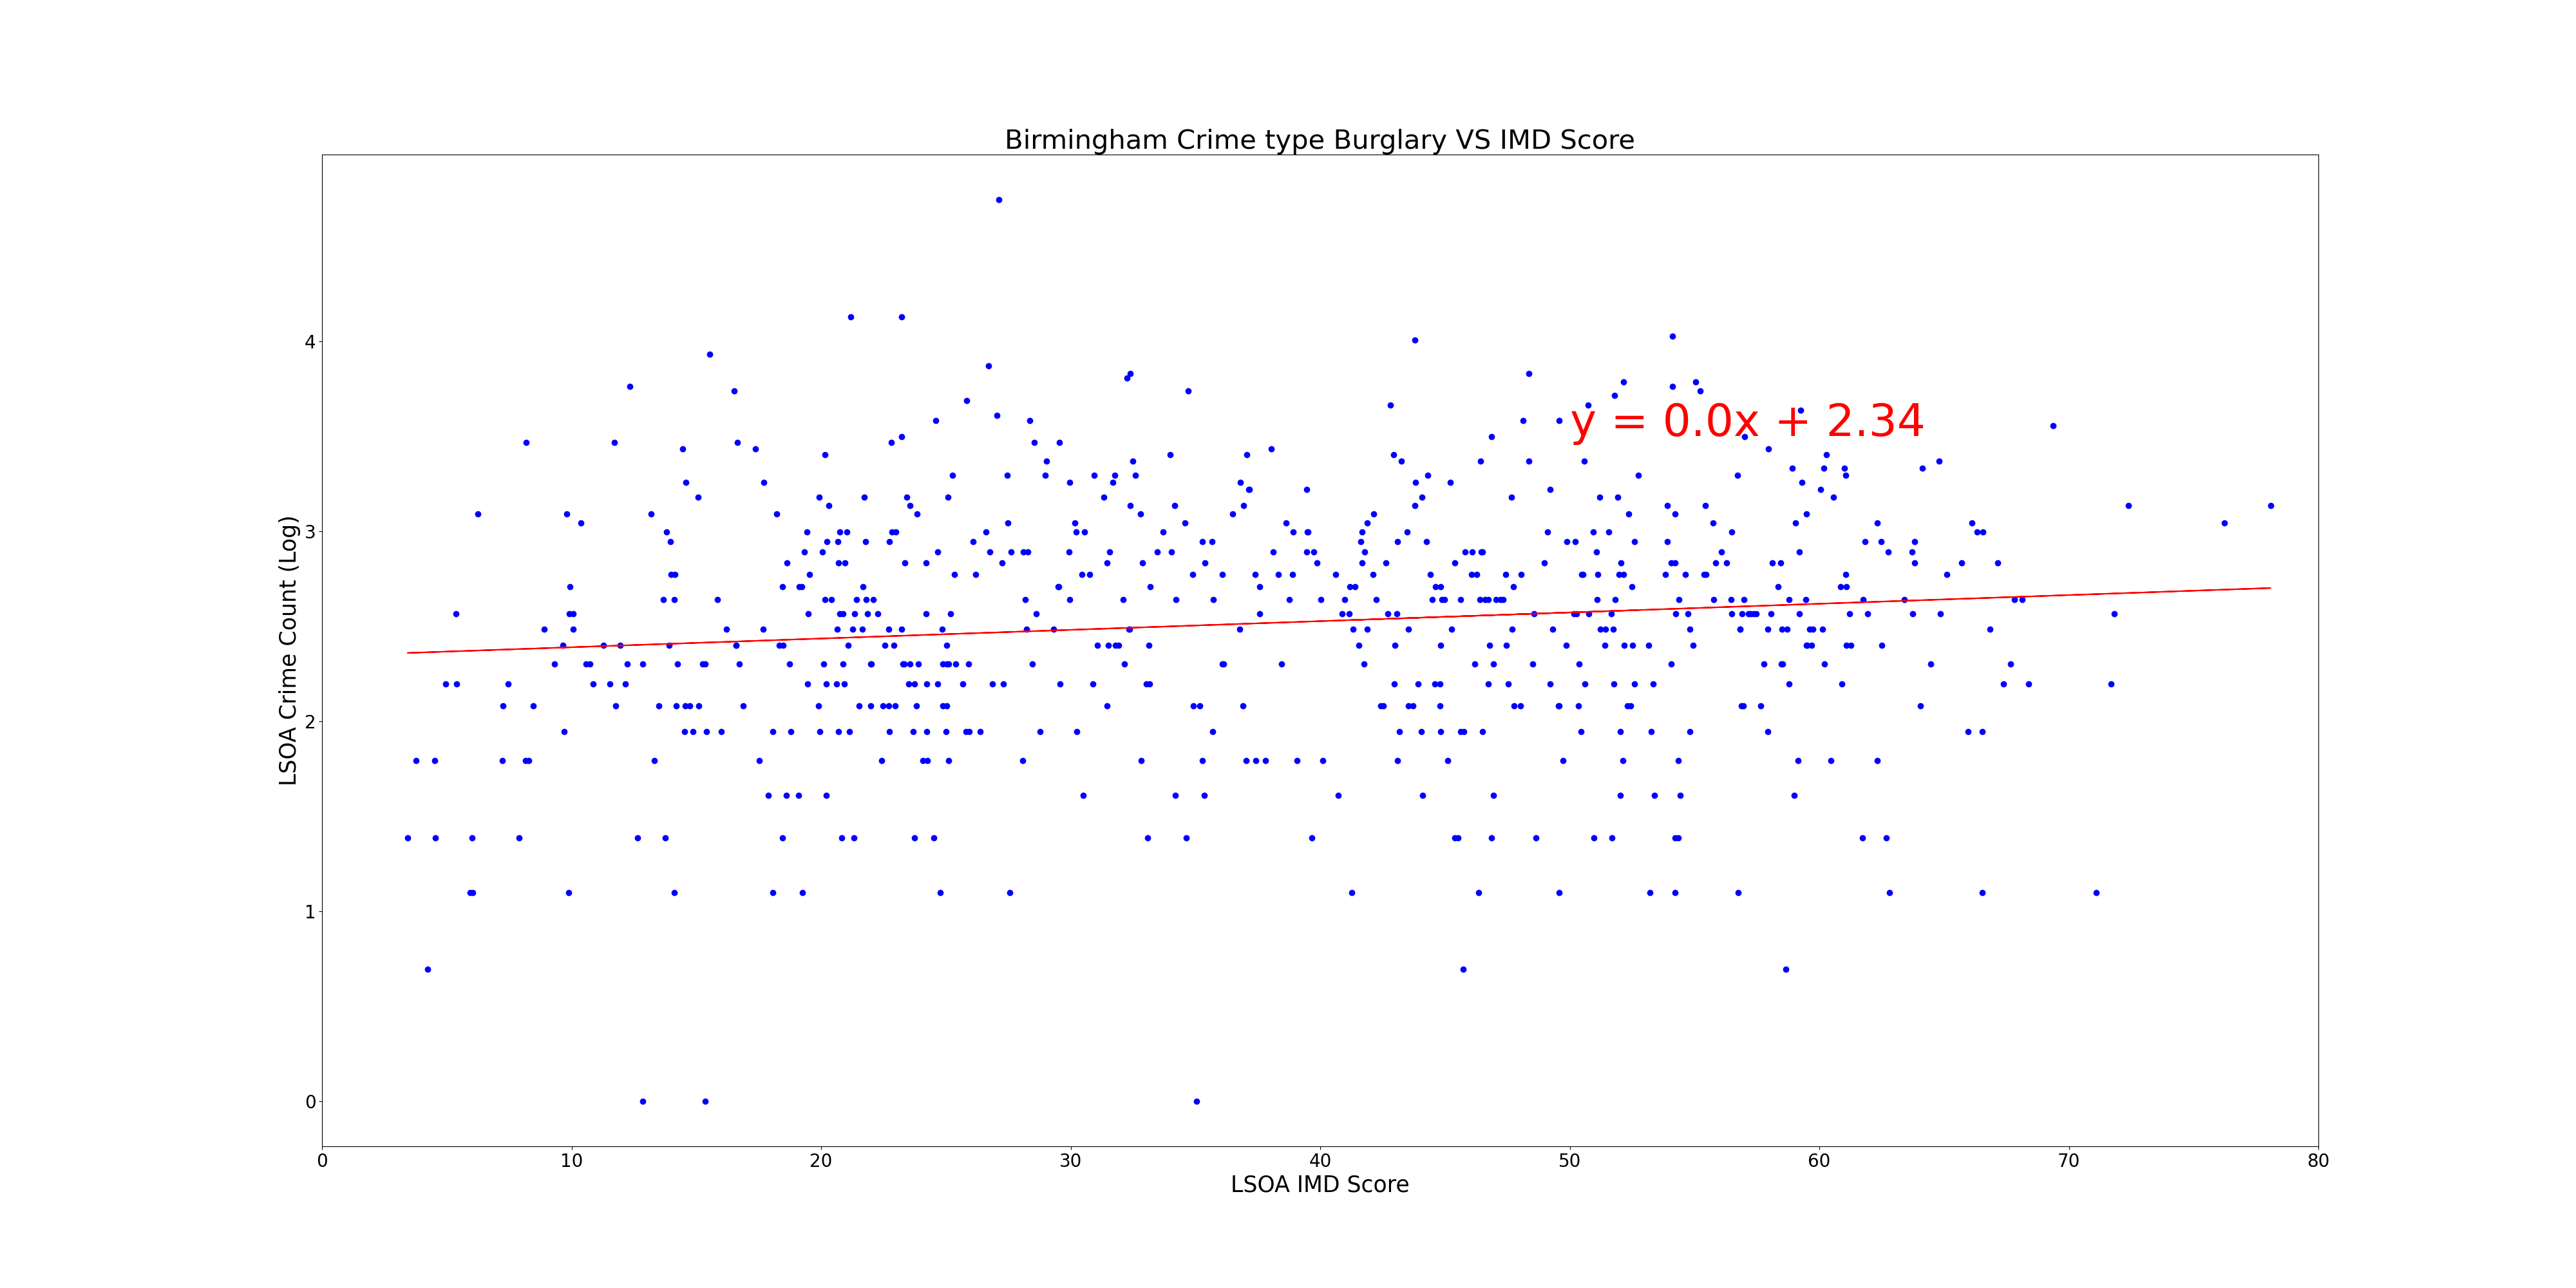 Birmingham Crime type Burglary VS IMD Score
y = 0.0x + 2.34
LSOA Crime Count (Log)
4
3
2
1
0
0 10 20 30 40 50 60 70 80
LSOA IMD Score